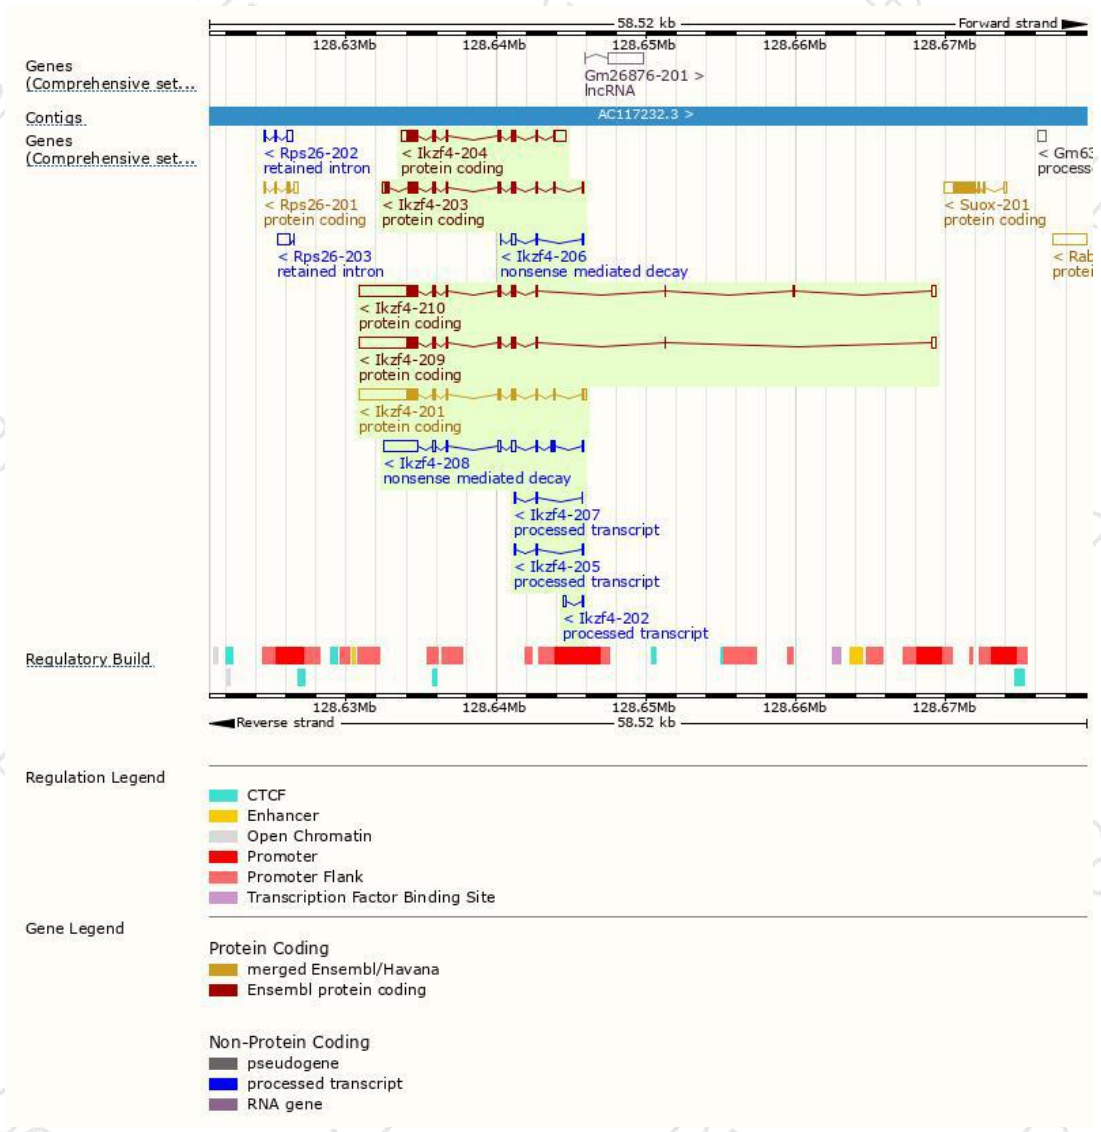 58.52 kb Forward strand
128.63Mb 128.64Mb 128.65Mb 128.66Mb 128.67Mb
Genes
(Comprehensive set...
Gm26876-201 >
lncRNA
Contigs
AC117232.3 >
Genes
(Comprehensive set...
< Rps26-202 < Ikzf4-204 < Gm63
retained intron protein coding process
< Rps26-201 < Ikzf4-203 < Suox-201
protein coding protein coding protein coding
< Rps26-203 < Ikzf4-206 < Rab
retained intron nonsense mediated decay protei
< Ikzf4-210
protein coding
< Ikzf4-209
protein coding
< Ikzf4-201
protein coding
< Ikzf4-208
nonsense mediated decay
< Ikzf4-207
processed transcript
< Ikzf4-205
processed transcript
< Ikzf4-202
processed transcript
Regulatory Build
128.63Mb 128.64Mb 128.65Mb 128.66Mb 128.67Mb
Reverse strand 58.52 kb
Regulation Legend
CTCF
Enhancer
Open Chromatin
Promoter
Promoter Flank
Transcription Factor Binding Site
Gene Legend
Protein Coding
merged Ensembl/Havana
Ensembl protein coding
Non-Protein Coding
pseudogene
processed transcript
RNA gene